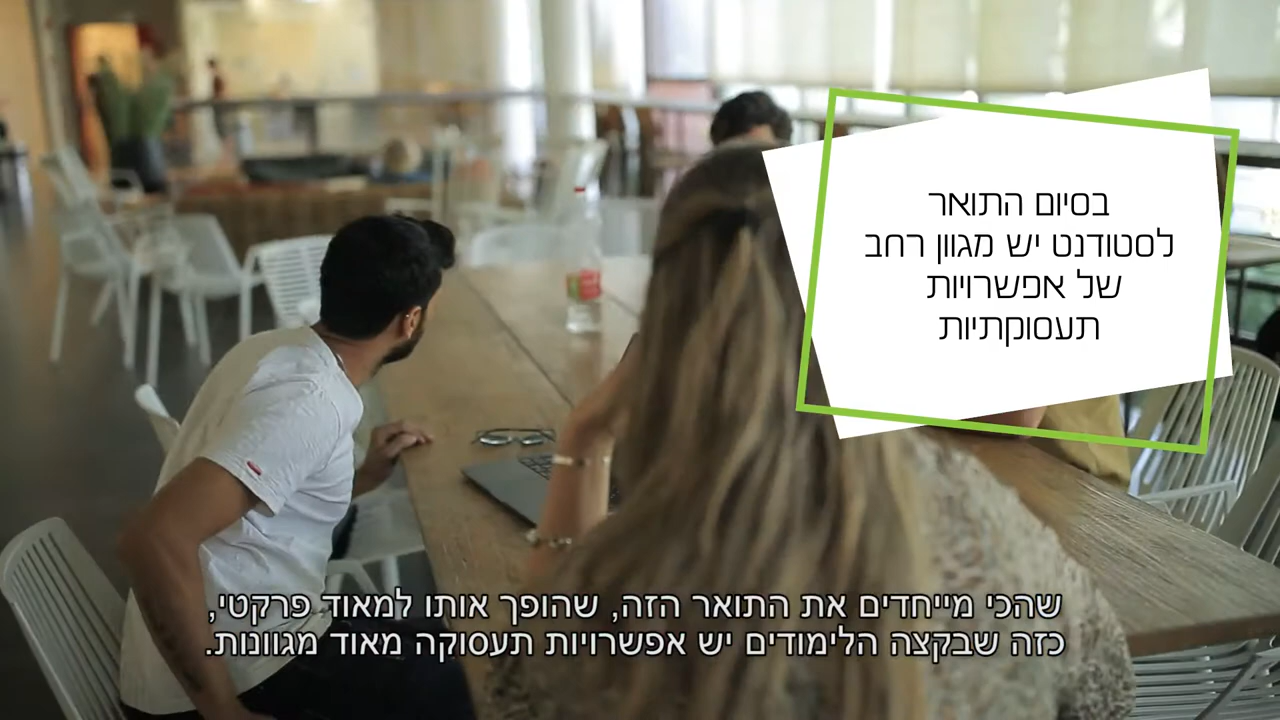 בסיום התואר
לסטודנט יש מגוון רחב
של אפשרויות
תעסוקתיות
שהכי מייחדים את התואר הזה, שהופך אותו למאוד פרקטי,
כזה שבקצה הלימודים יש אפשרויות תעסוקה מאוד מגוונות.